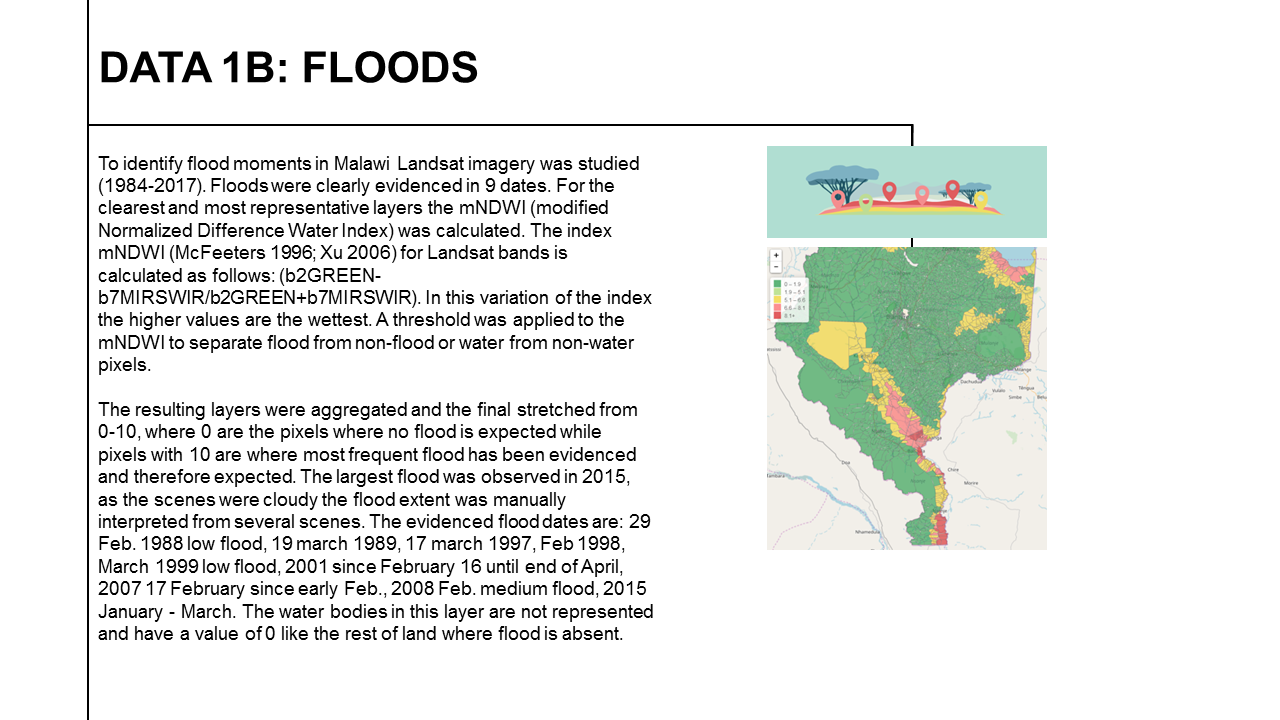 DATA 1B: FLOODS
To identify flood moments in Malawi Landsat imagery was studied
(1984-2017). Floods were clearly evidenced in 9 dates. For the
clearest and most representative layers the mNDWI (modified
Normalized Difference Water Index) was calculated. The index
mNDWI (McFeeters 1996; Xu 2006) for Landsat bands is
calculated as follows: (b2GREEN-
b7MIRSWIR/b2GREEN+b7MIRSWIR). In this variation of the index
the higher values are the wettest. A threshold was applied to the
mNDWI to separate flood from non-flood or water from non-water
pixels.
The resulting layers were aggregated and the final stretched from
0-10, where 0 are the pixels where no flood is expected while
pixels with 10 are where most frequent flood has been evidenced
and therefore expected. The largest flood was observed in 2015,
as the scenes were cloudy the flood extent was manually
interpreted from several scenes. The evidenced flood dates are: 29
Feb. 1988 low flood, 19 march 1989, 17 march 1997, Feb 1998,
March 1999 low flood, 2001 since February 16 until end of April,
2007 17 February since early Feb., 2008 Feb. medium flood, 2015
January - March. The water bodies in this layer are not represented
and have a value of 0 like the rest of land where flood is absent.
+
−
0 – 1.9
1.9 – 5.1
5.1 – 6.6
6.6 – 8.1
8.1+
Dachudua
Chire
Morire
Zóbuè